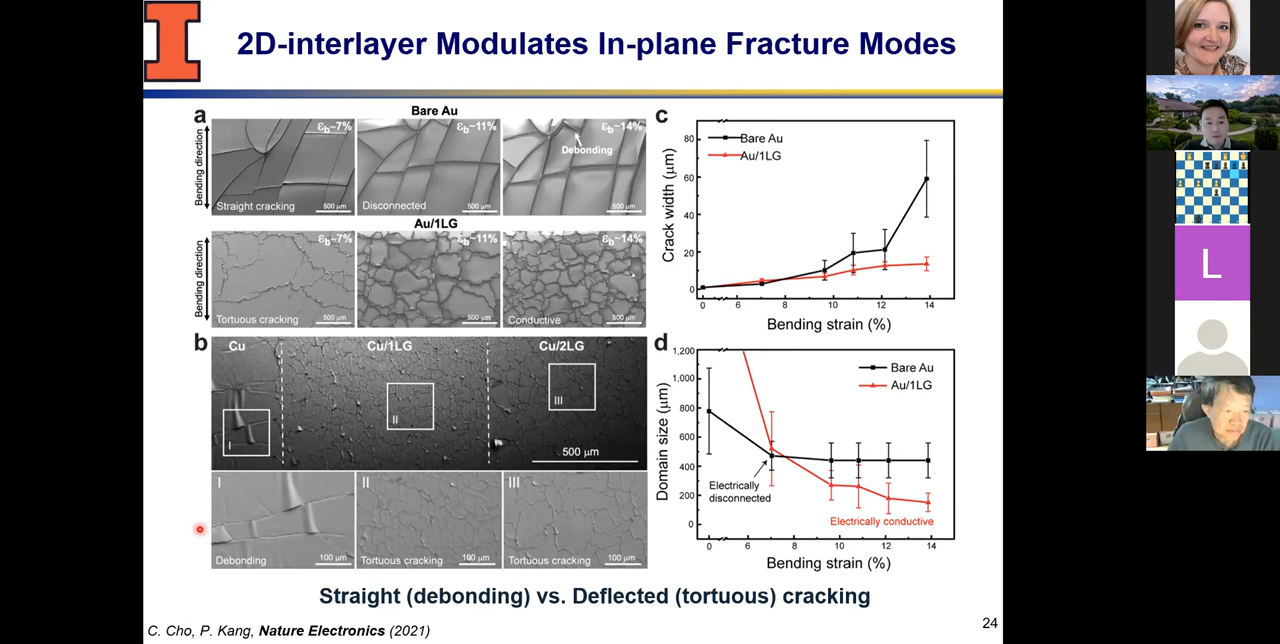 I
2D-interlayer Modulates In-plane Fracture Modes
a
Bare Au
Bending direction
εb~7%
Straight cracking
500 μm
εb~11%
Disconnected
500 μm
εb~14%
Debonding
500 μm
Au/1LG
Bending direction
εb~7%
Tortuous cracking
500 μm
εb~11%
500 μm
εb~14%
Conductive
500 μm
b
Cu
Cu/1LG
Cu/2LG
I
II
III
500 μm
I
Debonding
100 μm
II
Tortuous cracking
100 μm
III
Tortuous cracking
100 μm
c
Crack width (μm)
80
60
40
20
0
Bare Au
Au/1LG
0 6 8 10 12 14
Bending strain (%)
d
Domain size (μm)
1,200
1,000
800
600
400
200
0
Bare Au
Au/1LG
Electrically
disconnected
Electrically conductive
0 6 8 10 12 14
Bending strain (%)
Straight (debonding) vs. Deflected (tortuous) cracking
C. Cho, P. Kang, Nature Electronics (2021)
24
L